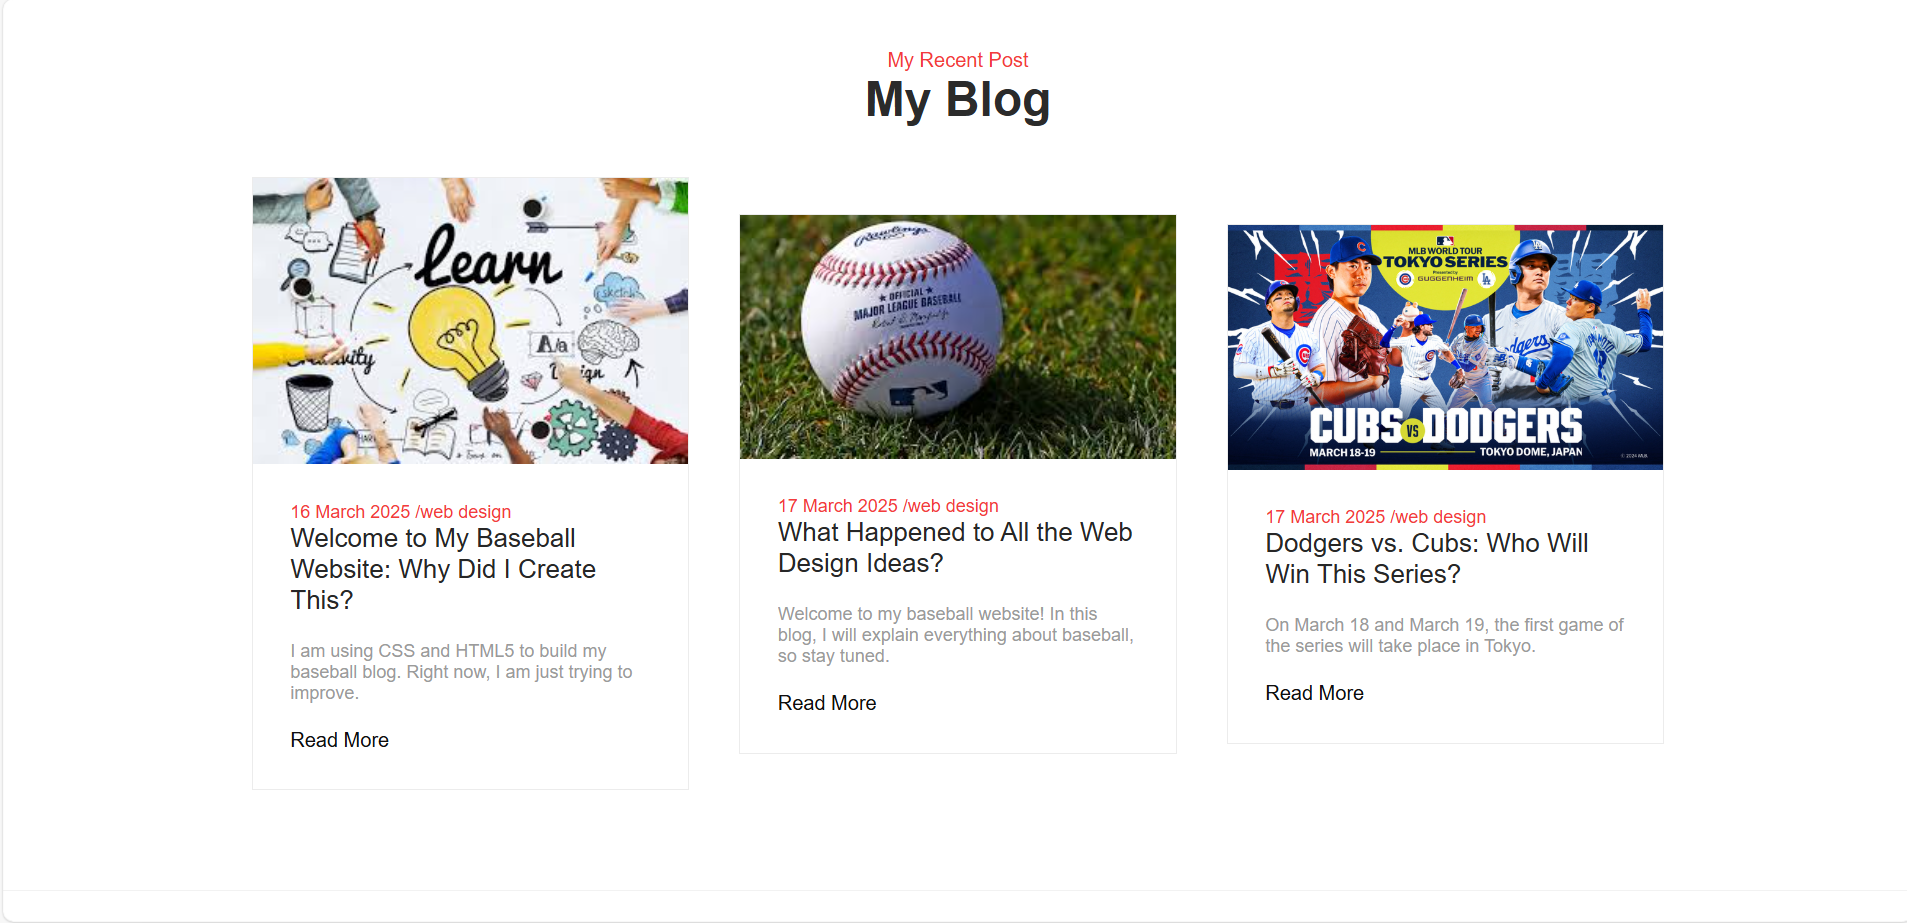 My Recent Post
My Blog
Learn
sketch
A/a
Design
Rawlings
★ OFFICIAL ★
MAJOR LEAGUE BASEBALL
MLB WORLD TOUR
TOKYO SERIES
Presented by
GUGGENHEIM
LA
Dodgers
CUBS VS DODGERS
MARCH 18-19
TOKYO DOME, JAPAN
© 2024 MLB
16 March 2025 /web design
Welcome to My Baseball
Website: Why Did I Create
This?
I am using CSS and HTML5 to build my
baseball blog. Right now, I am just trying to
improve.
Read More
17 March 2025 /web design
What Happened to All the Web
Design Ideas?
Welcome to my baseball website! In this
blog, I will explain everything about baseball,
so stay tuned.
Read More
17 March 2025 /web design
Dodgers vs. Cubs: Who Will
Win This Series?
On March 18 and March 19, the first game of
the series will take place in Tokyo.
Read More